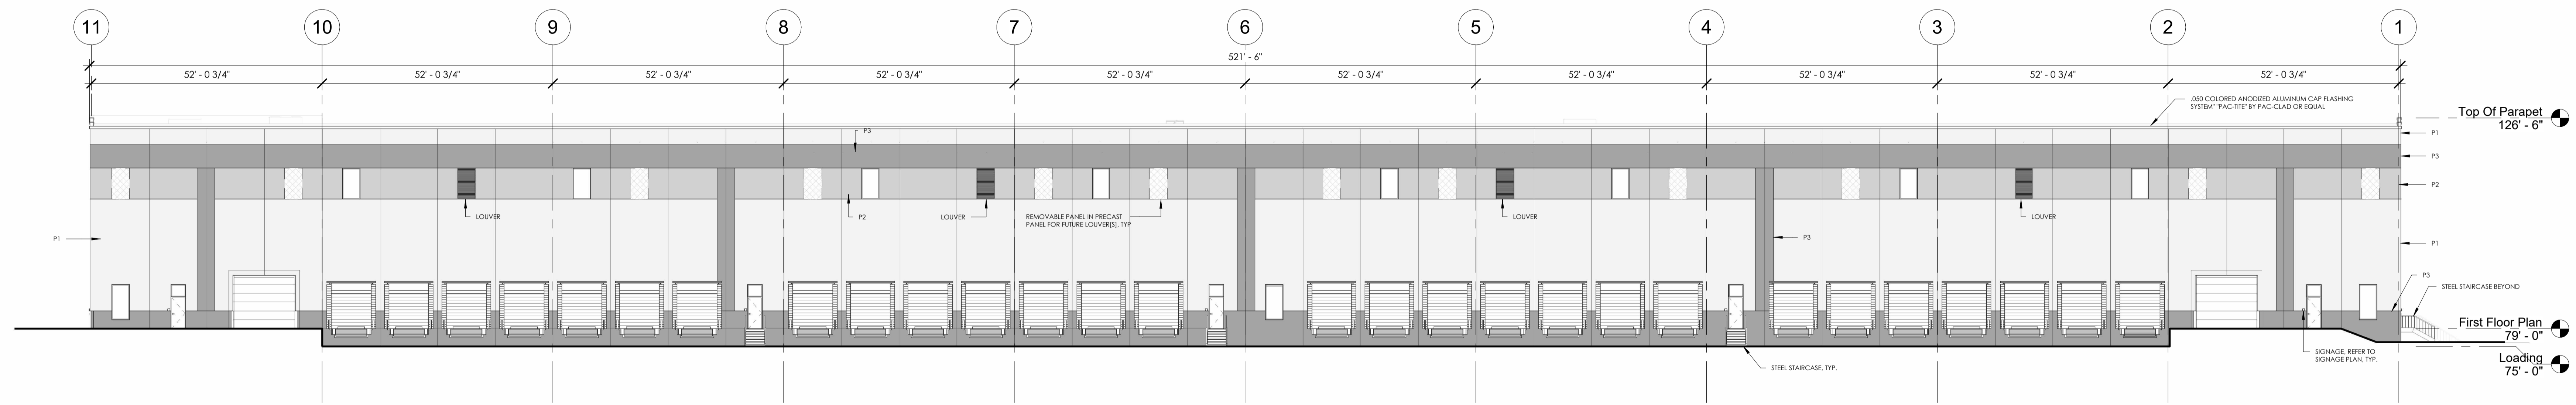 11 10 9 8 7 6 5 4 3 2 1
521' - 6"
52' - 0 3/4" 52' - 0 3/4" 52' - 0 3/4" 52' - 0 3/4" 52' - 0 3/4" 52' - 0 3/4" 52' - 0 3/4" 52' - 0 3/4" 52' - 0 3/4" 52' - 0 3/4"
.050 COLORED ANODIZED ALUMINUM CAP FLASHING
SYSTEM" "PAC-TITE" BY PAC-CLAD OR EQUAL
Top Of Parapet
126' - 6"
P3
P1
P3
P2
LOUVER
P2
LOUVER
REMOVABLE PANEL IN PRECAST
PANEL FOR FUTURE LOUVER[S], TYP
LOUVER
LOUVER
P1
P3
P1
P3
STEEL STAIRCASE BEYOND
First Floor Plan
79' - 0"
SIGNAGE, REFER TO
SIGNAGE PLAN, TYP.
Loading
75' - 0"
STEEL STAIRCASE, TYP.